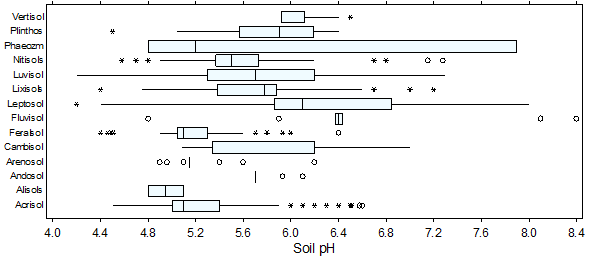 Vertisol
Plinthos
Phaeozm
Nitisols
Luvisol
Lixisols
Leptosol
Fluvisol
Feralsol
Cambisol
Arenosol
Andosol
Alisols
Acrisol
4.0 4.4 4.8 5.2 5.6 6.0 6.4 6.8 7.2 7.6 8.0 8.4
Soil pH